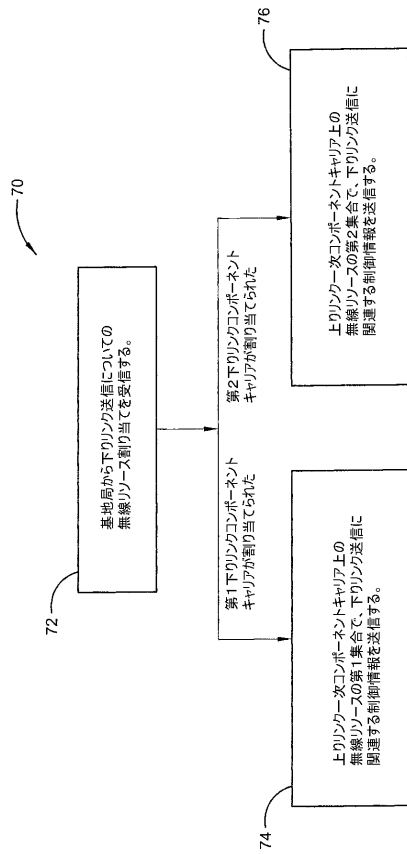 70
72
基地局から下りリンク送信についての
無線リソース割り当てを受信する。
第1下りリンクコンポーネント
キャリアが割り当てられた
第2下りリンクコンポーネント
キャリアが割り当てられた
74
上りリンク一次コンポーネントキャリア上の
無線リソースの第1集合で、下りリンク送信に
関連する制御情報を送信する。
76
上りリンク一次コンポーネントキャリア上の
無線リソースの第2集合で、下りリンク送信に
関連する制御情報を送信する。